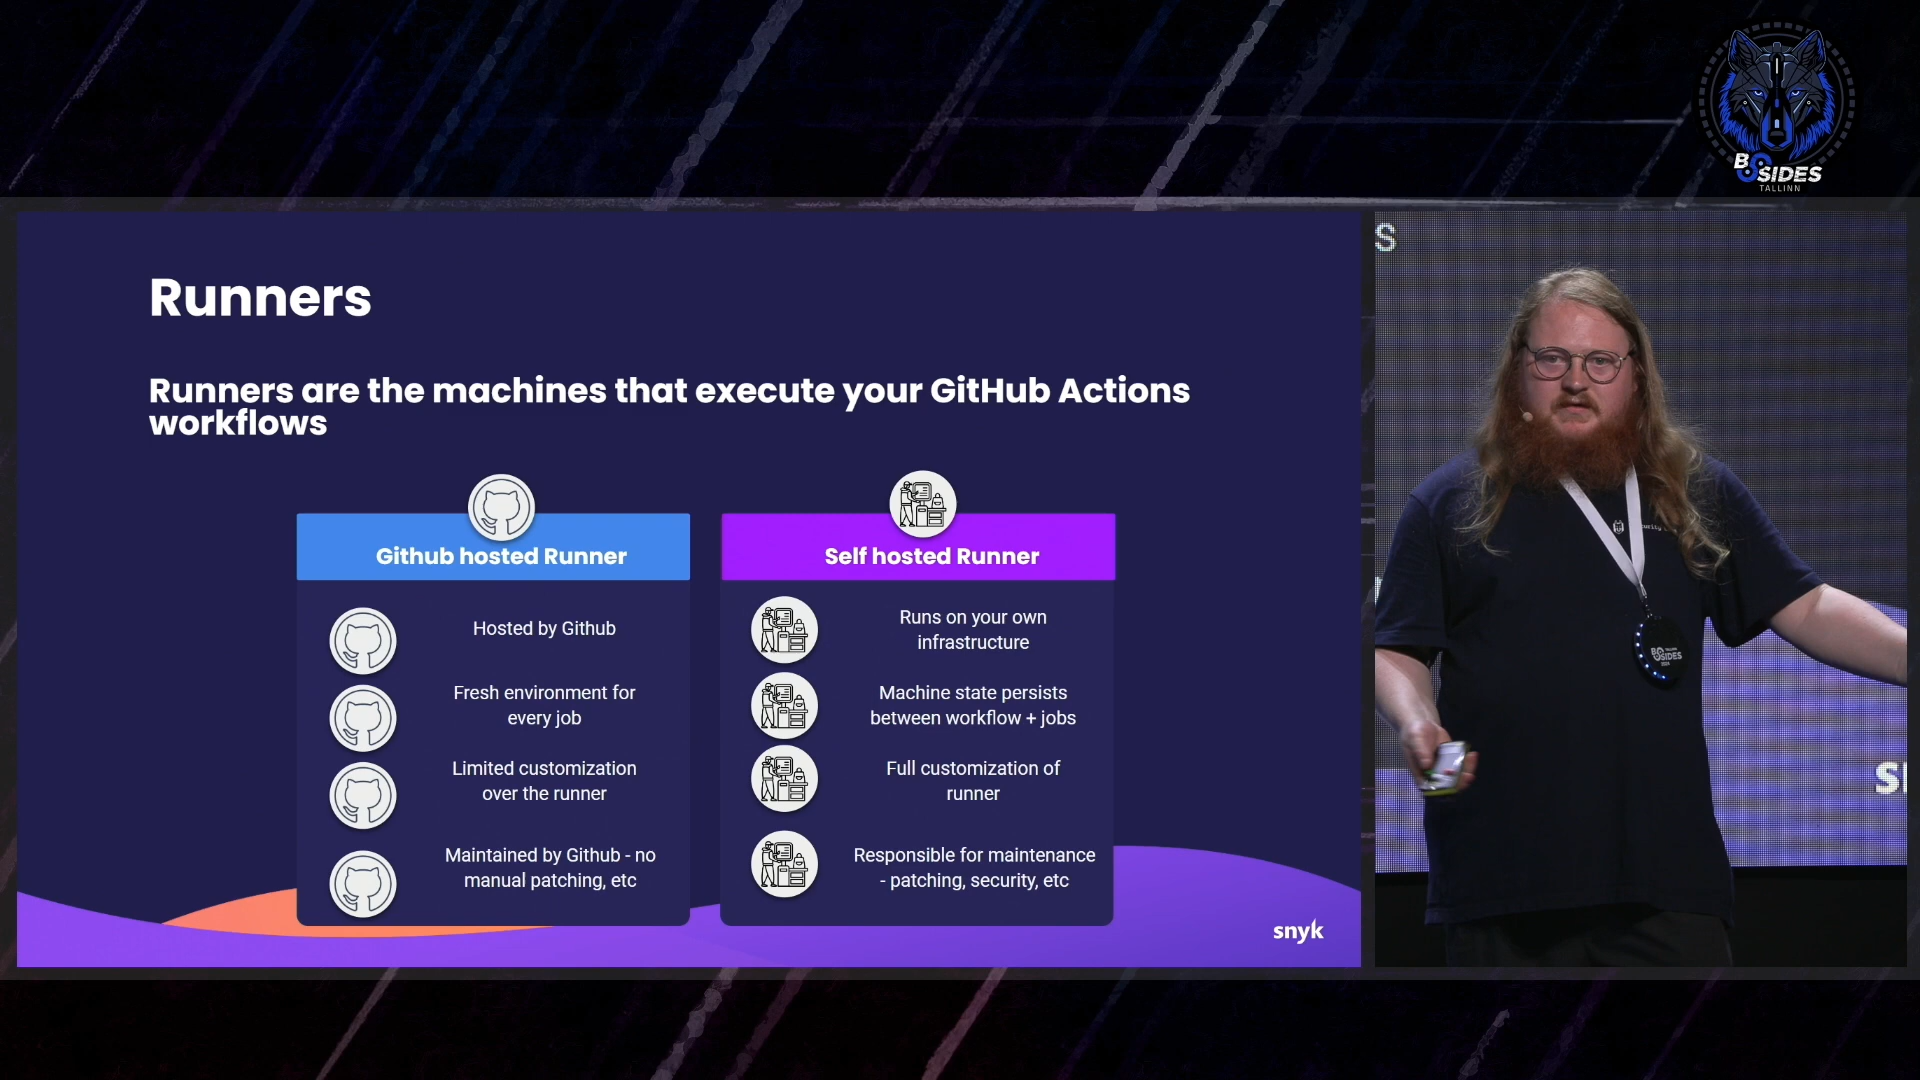 BSIDES
TALLINN
Runners
Runners are the machines that execute your GitHub Actions
workflows
Github hosted Runner
Hosted by Github
Fresh environment for
every job
Limited customization
over the runner
Maintained by Github - no
manual patching, etc
Self hosted Runner
Runs on your own
infrastructure
Machine state persists
between workflow + jobs
Full customization of
runner
Responsible for maintenance
- patching, security, etc
snyk
S
BSIDES